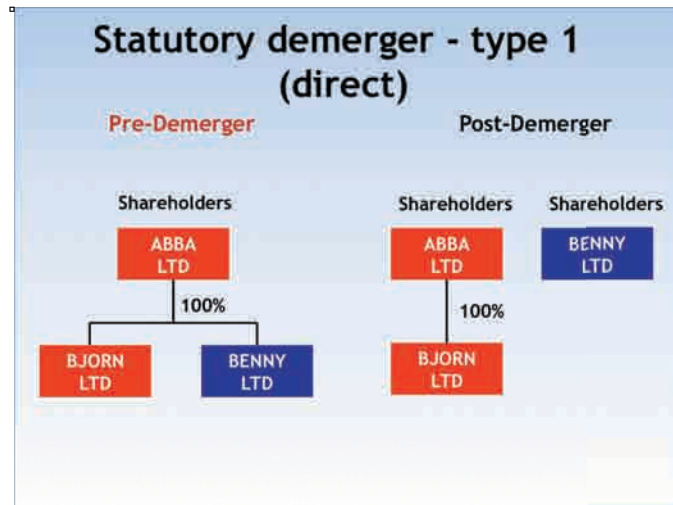 Statutory demerger - type 1
(direct)
Pre-Demerger
Post-Demerger
Shareholders
Shareholders
Shareholders
ABBA
LTD
ABBA
LTD
BENNY
LTD
100%
100%
BJORN
LTD
BENNY
LTD
BJORN
LTD